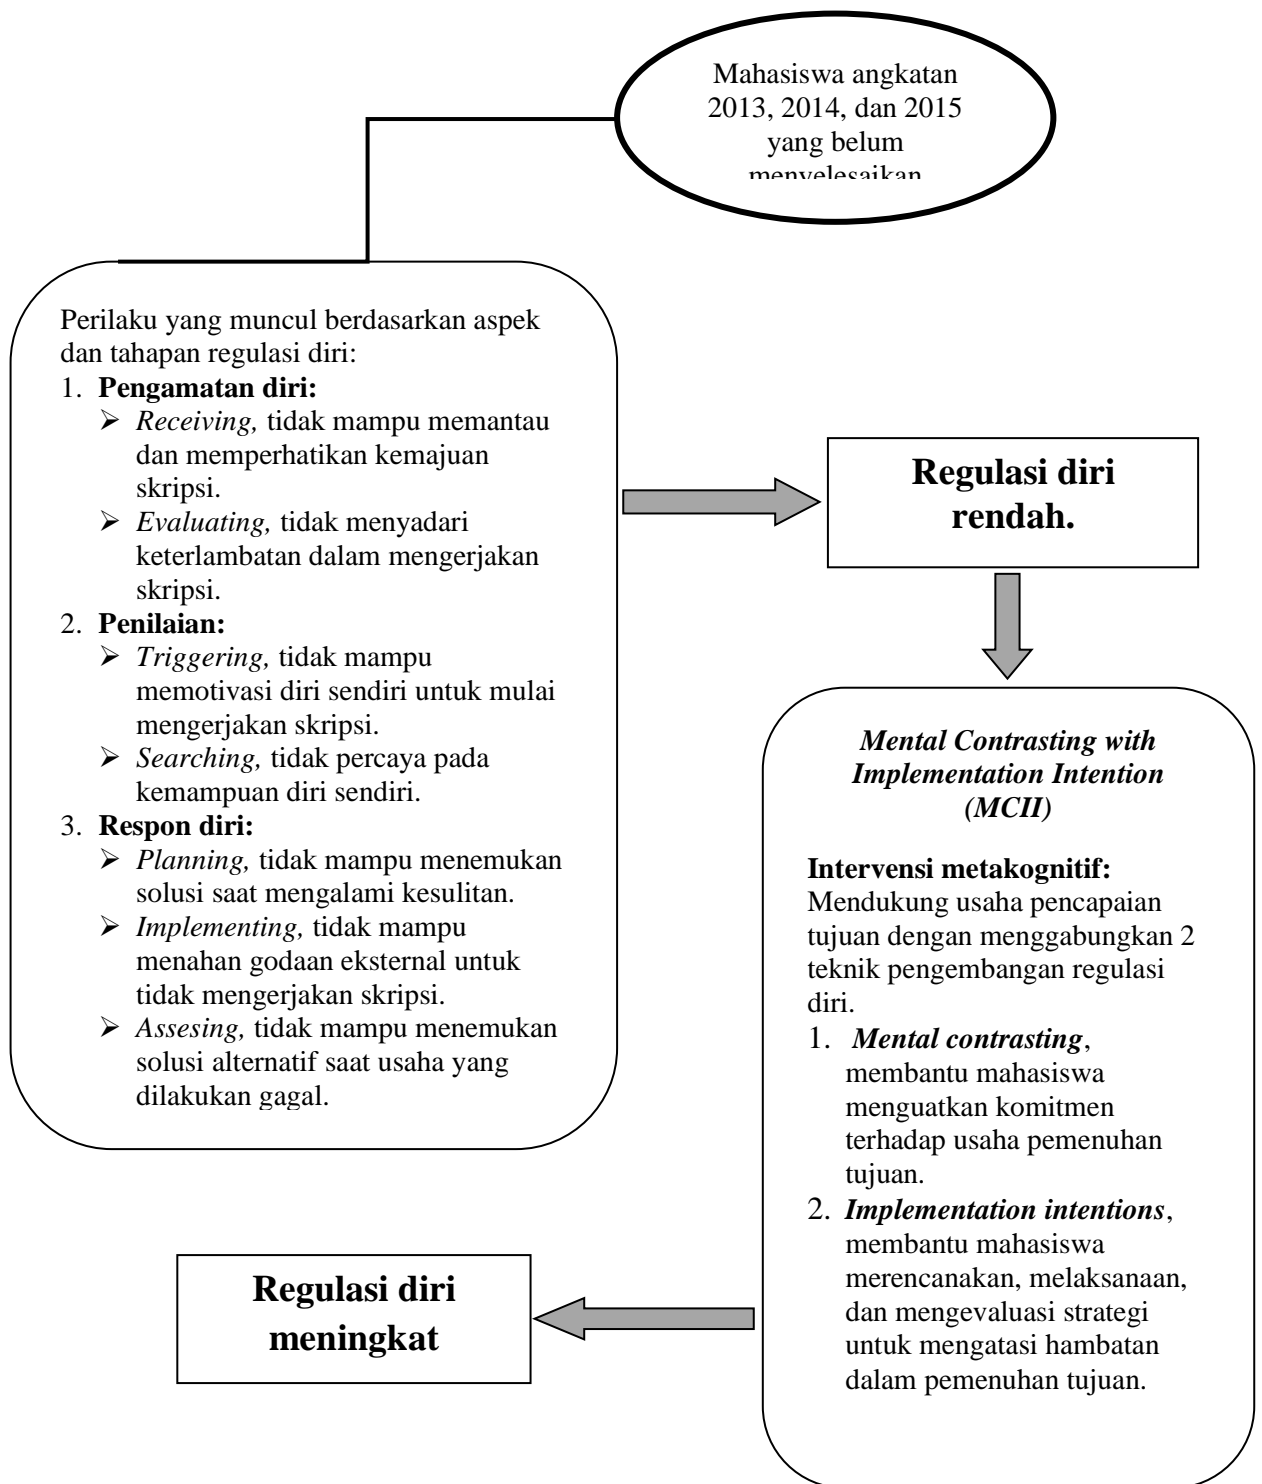 Mahasiswa angkatan
2013, 2014, dan 2015
yang belum
menyelesaikan
Perilaku yang muncul berdasarkan aspek
dan tahapan regulasi diri:
1. Pengamatan diri:
➢ Receiving, tidak mampu memantau
dan memperhatikan kemajuan
skripsi.
➢ Evaluating, tidak menyadari
keterlambatan dalam mengerjakan
skripsi.
2. Penilaian:
➢ Triggering, tidak mampu
memotivasi diri sendiri untuk mulai
mengerjakan skripsi.
➢ Searching, tidak percaya pada
kemampuan diri sendiri.
3. Respon diri:
➢ Planning, tidak mampu menemukan
solusi saat mengalami kesulitan.
➢ Implementing, tidak mampu
menahan godaan eksternal untuk
tidak mengerjakan skripsi.
➢ Assesing, tidak mampu menemukan
solusi alternatif saat usaha yang
dilakukan gagal.
Regulasi diri
rendah.
Mental Contrasting with
Implementation Intention
(MCII)
Intervensi metakognitif:
Mendukung usaha pencapaian
tujuan dengan menggabungkan 2
teknik pengembangan regulasi
diri.
1. Mental contrasting,
membantu mahasiswa
menguatkan komitmen
terhadap usaha pemenuhan
tujuan.
2. Implementation intentions,
membantu mahasiswa
merencanakan, melaksanaan,
dan mengevaluasi strategi
untuk mengatasi hambatan
dalam pemenuhan tujuan.
Regulasi diri
meningkat